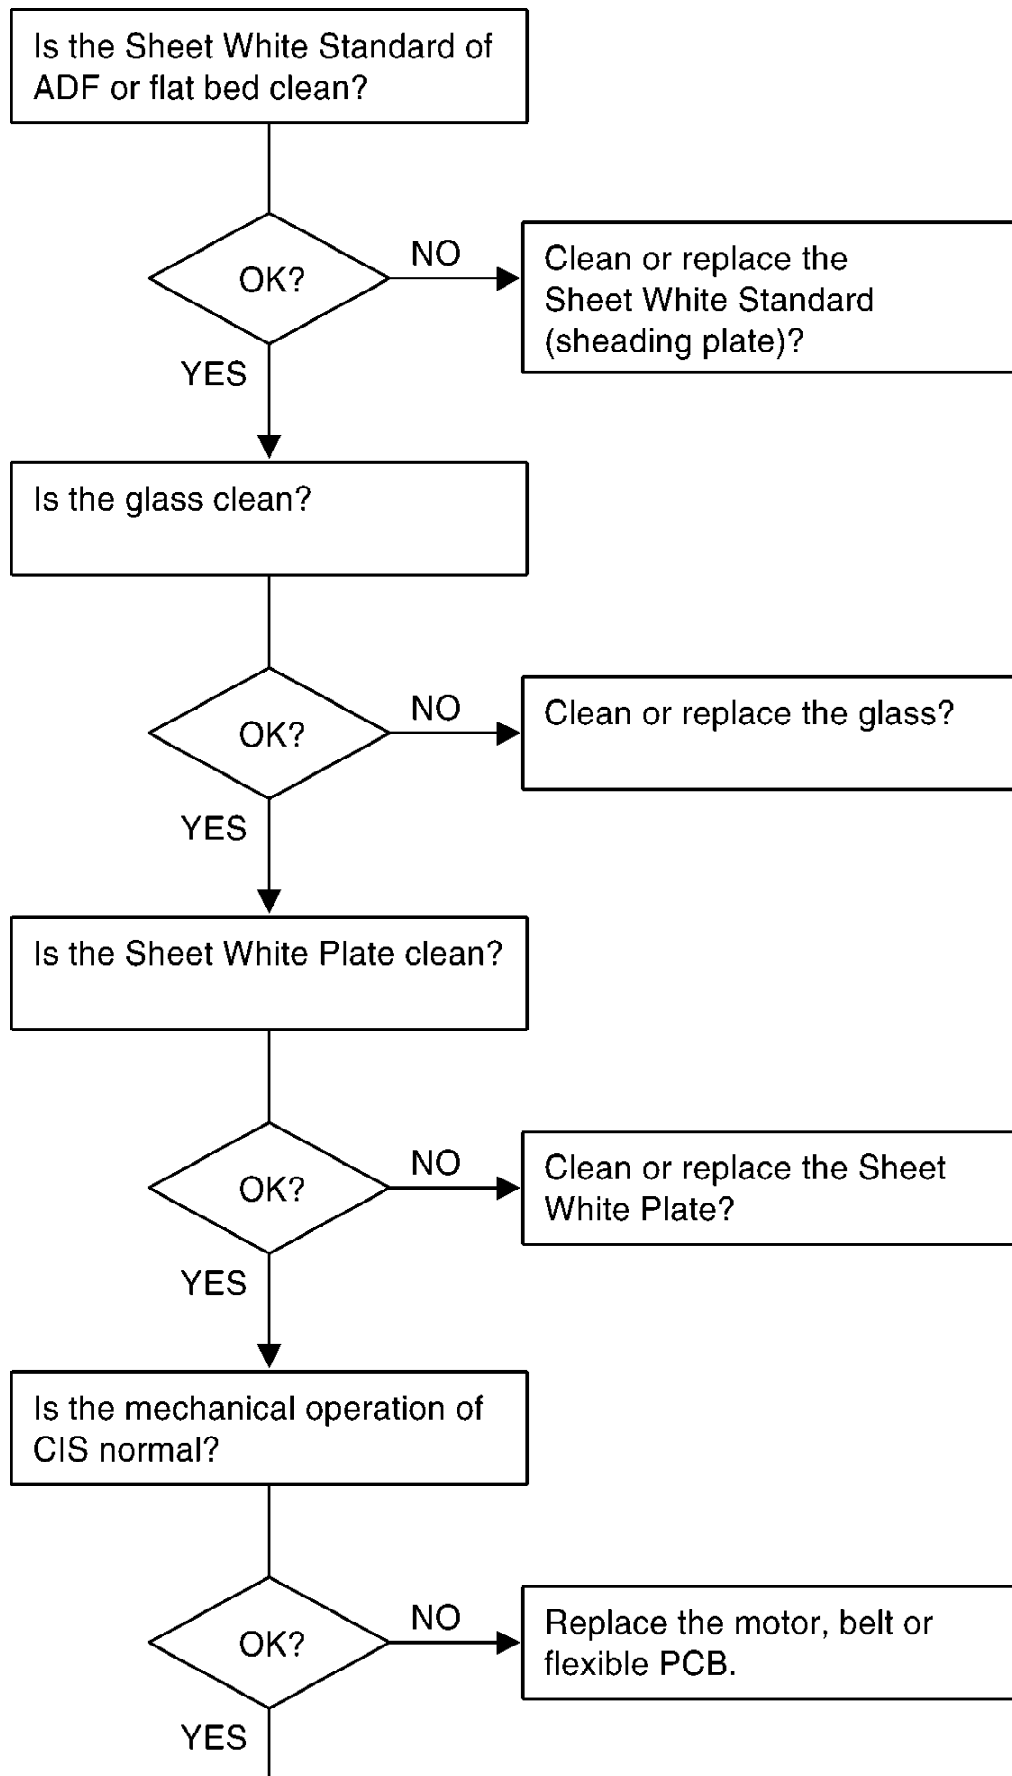 Is the Sheet White Standard of
ADF or flat bed clean?
OK?
NO
Clean or replace the
Sheet White Standard
(sheading plate)?
YES
Is the glass clean?
OK?
NO
Clean or replace the glass?
YES
Is the Sheet White Plate clean?
OK?
NO
Clean or replace the Sheet
White Plate?
YES
Is the mechanical operation of
CIS normal?
OK?
NO
Replace the motor, belt or
flexible PCB.
YES